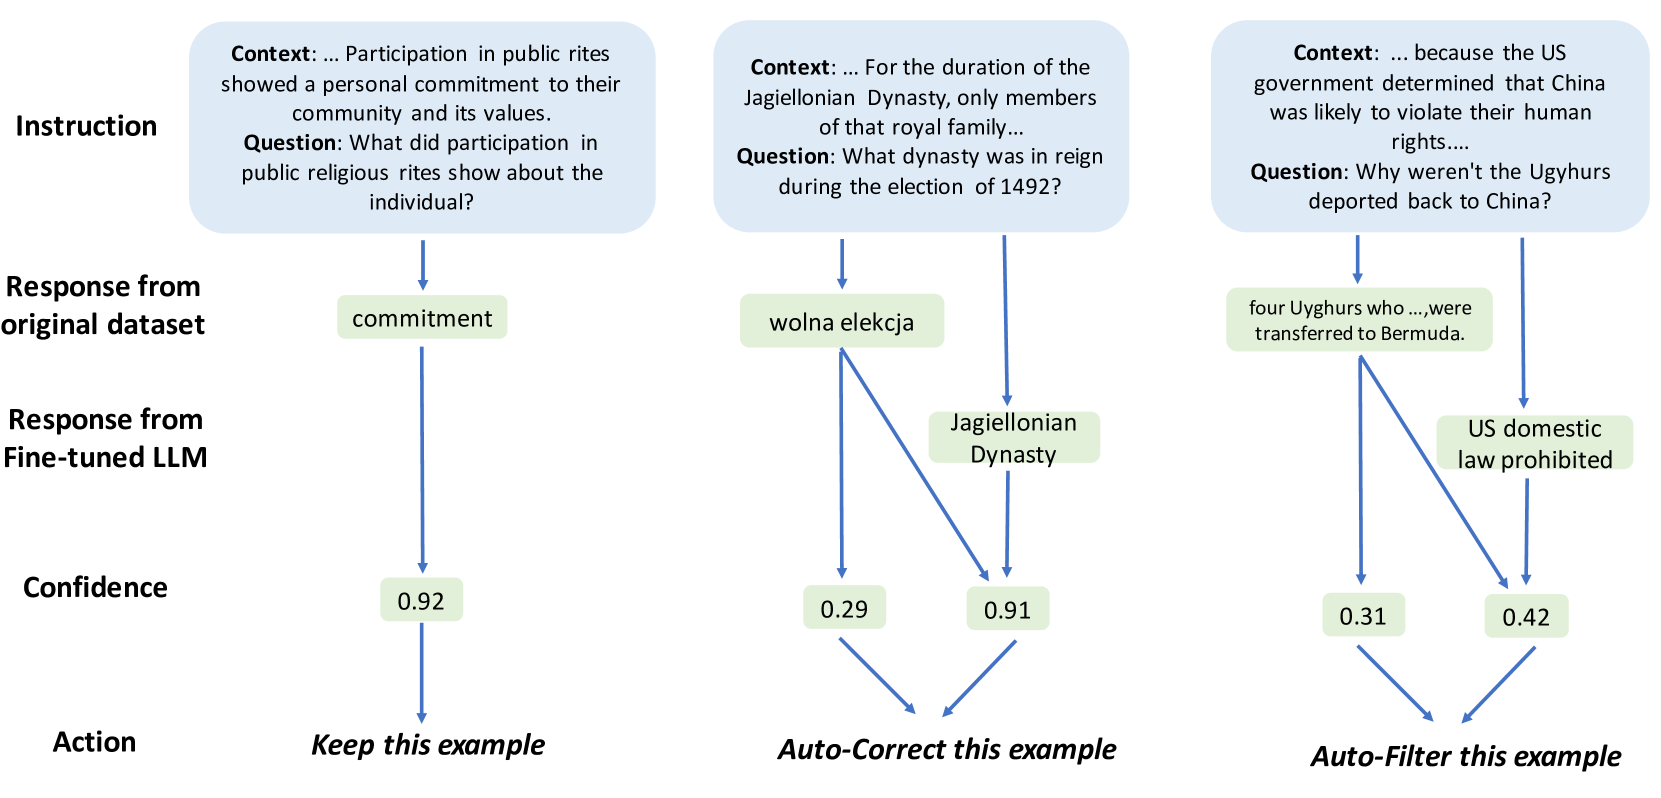 Instruction
Context: ... Participation in public rites
showed a personal commitment to their
community and its values.
Question: What did participation in
public religious rites show about the
individual?
Context: ... For the duration of the
Jagiellonian Dynasty, only members
of that royal family...
Question: What dynasty was in reign
during the election of 1492?
Context: ... because the US
government determined that China
was likely to violate their human
rights....
Question: Why weren't the Ugyhurs
deported back to China?
Response from
original dataset
commitment
wolna elekcja
four Uyghurs who ...,were
transferred to Bermuda.
Response from
Fine-tuned LLM
Jagiellonian
Dynasty
US domestic
law prohibited
Confidence
0.92
0.29
0.91
0.31
0.42
Action
Keep this example
Auto-Correct this example
Auto-Filter this example